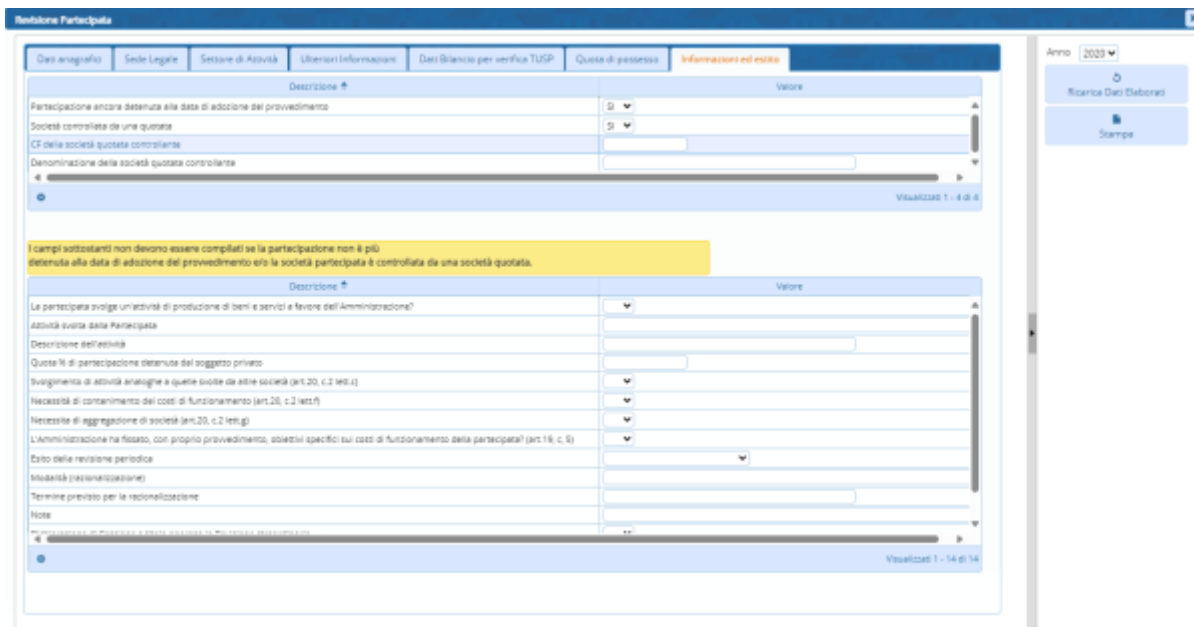 Revisione Partecipata
Dati anagrafici Sede Legale Settore di Attività Ulteriori Informazioni Dati Bilancio per verifica TUSP Quota di possesso Informazioni ed esito
Anno 2020
Ricarica Dati Elaborati
Stampa
Descrizione Valore
Partecipazione ancora detenuta alla data di adozione del provvedimento SI
Società controllata da una quotata SI
CF della società quotata controllante
Denominazione della società quotata controllante
Visualizzati 1 - 4 di 4
I campi sottostanti non devono essere compilati se la partecipazione non è più
detenuta alla data di adozione del provvedimento e/o la società partecipata è controllata da una società quotata.
Descrizione Valore
La partecipata svolge un'attività di produzione di beni e servizi a favore dell'Amministrazione?
Attività svolta dalla Partecipata
Descrizione dell'attività
Quota % di partecipazione detenuta dal soggetto privato
Svolgimento di attività analoghe a quelle svolte da altre società (art.20, c.2 lett.c)
Necessità di contenimento dei costi di funzionamento (art.20, c.2 lett.f)
Necessità di aggregazione di società (art.20, c.2 lett.g)
L'Amministrazione ha fissato, con proprio provvedimento, obiettivi specifici sui costi di funzionamento della partecipata? (art.19, c, 5)
Esito della revisione periodica
Modalità (razionalizzazione)
Termine previsto per la razionalizzazione
Note
Visualizzati 1 - 14 di 14